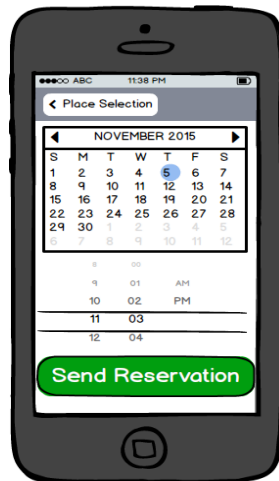 ABC 11:38 PM
< Place Selection
NOVEMBER 2015
S M T W T F S
1 2 3 4 5 6 7
8 9 10 11 12 13 14
15 16 17 18 19 20 21
22 23 24 25 26 27 28
29 30 1 2 3 4 5
6 7 8 9 10 11 12
8 00
9 01 AM
10 02 PM
11 03
12 04
Send Reservation